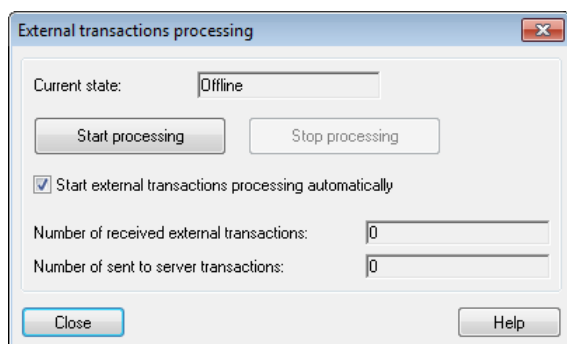 External transactions processing
Current state: Offline
Start processing Stop processing
Start external transactions processing automatically
Number of received external transactions: 0
Number of sent to server transactions: 0
Close Help